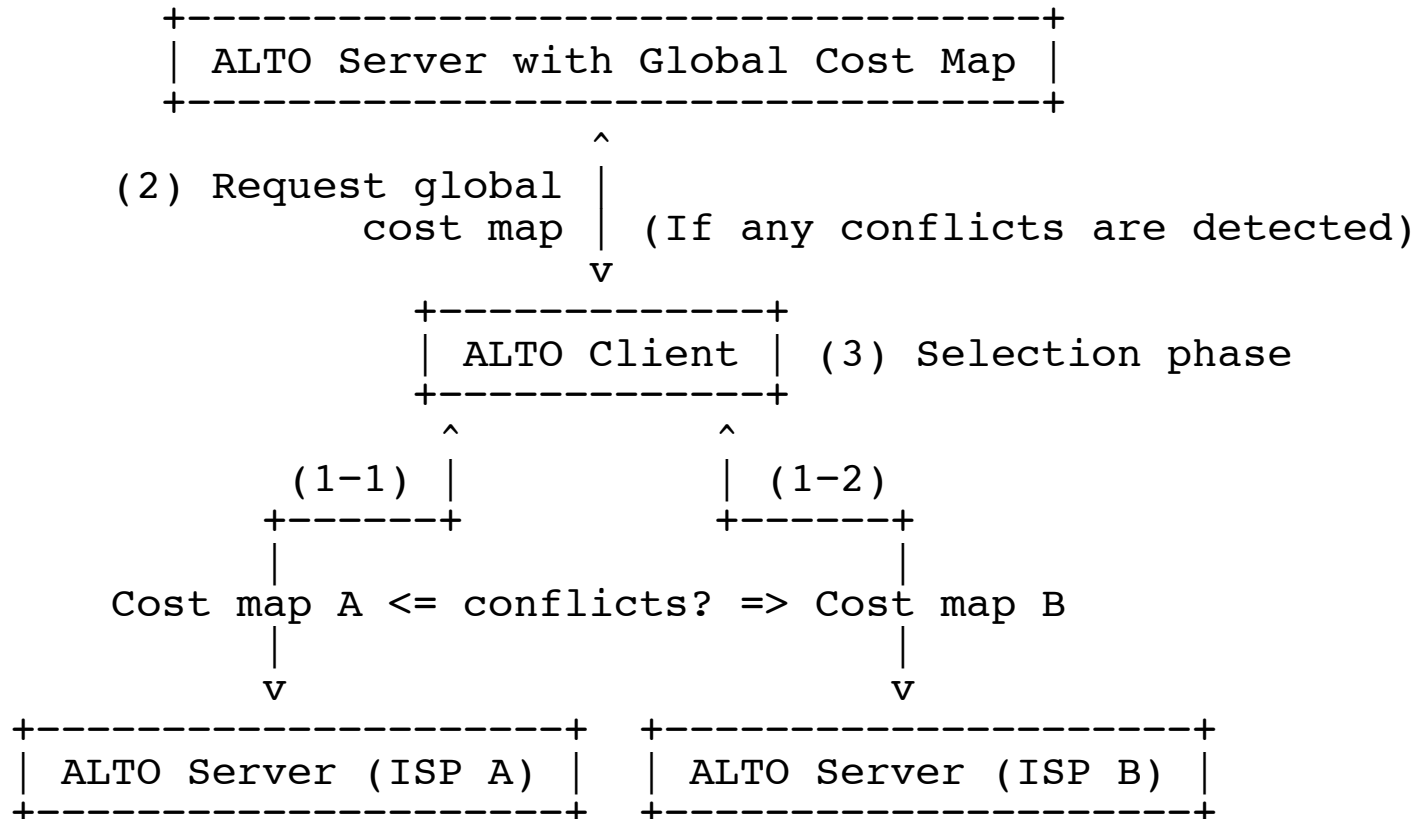 ALTO Server with Global Cost Map
(2) Request global
cost map (If any conflicts are detected)
ALTO Client (3) Selection phase
(1-1) (1-2)
Cost map A <= conflicts? => Cost map B
ALTO Server (ISP A) ALTO Server (ISP B)